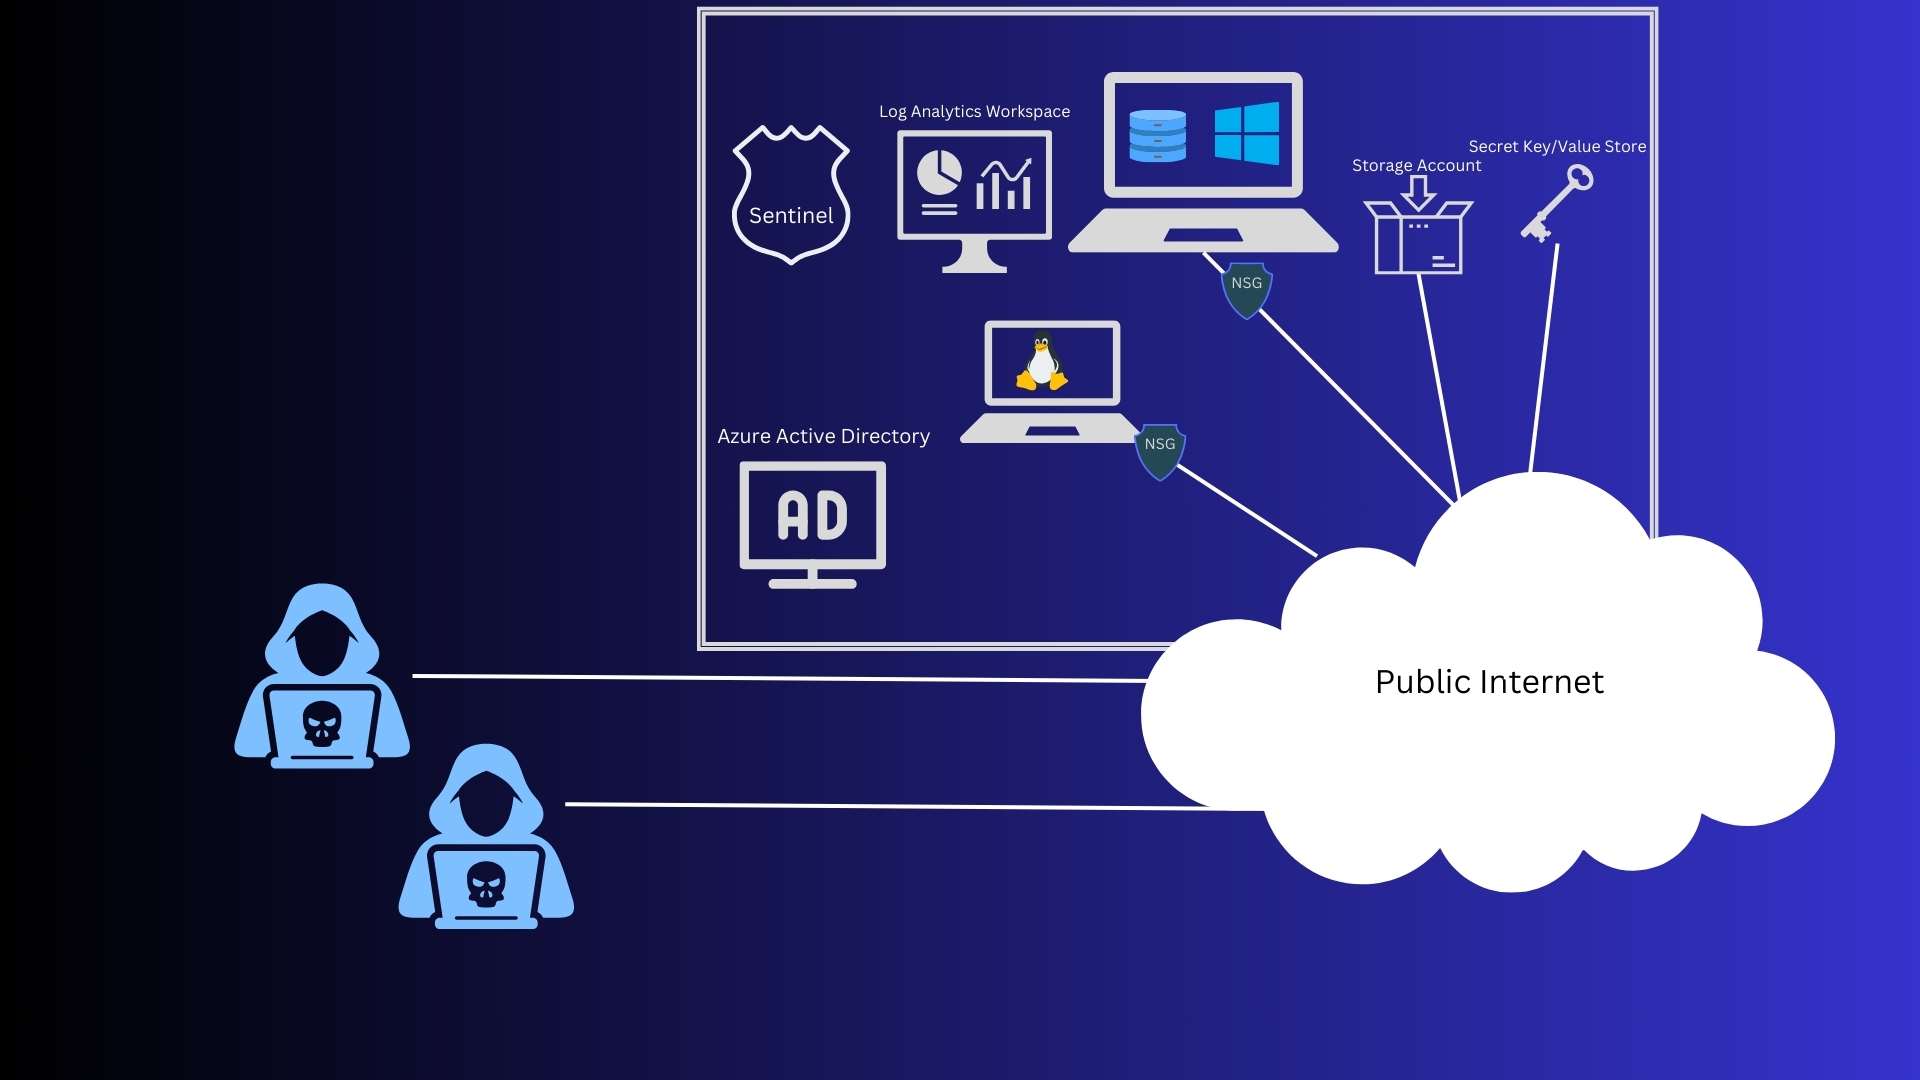 Log Analytics Workspace
Secret Key/Value Store
Storage Account
Sentinel
NSG
Azure Active Directory
NSG
AD
Public Internet